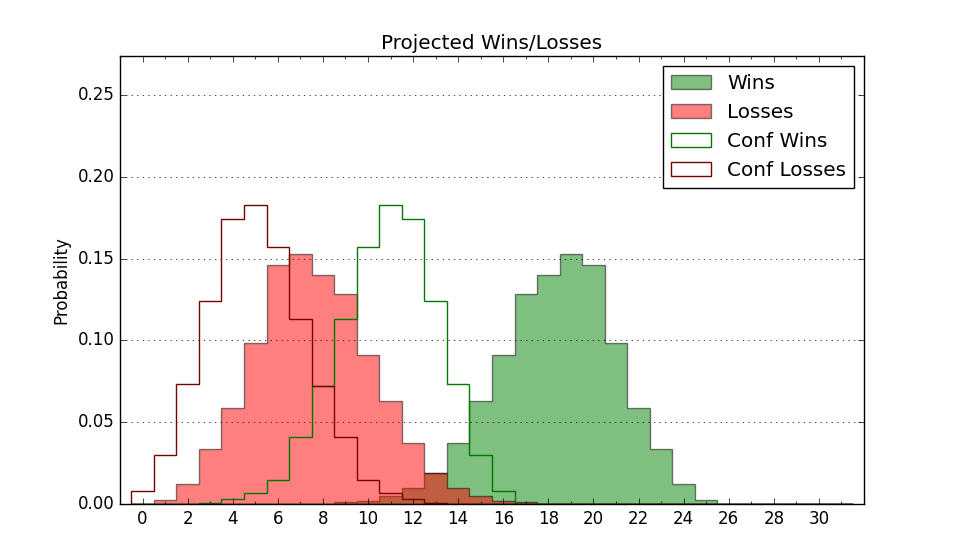 Projected Wins/Losses
Wins
Losses
Conf Wins
Conf Losses
Probability
0.25
0.20
0.15
0.10
0.05
0.00
0 2 4 6 8 10 12 14 16 18 20 22 24 26 28 30